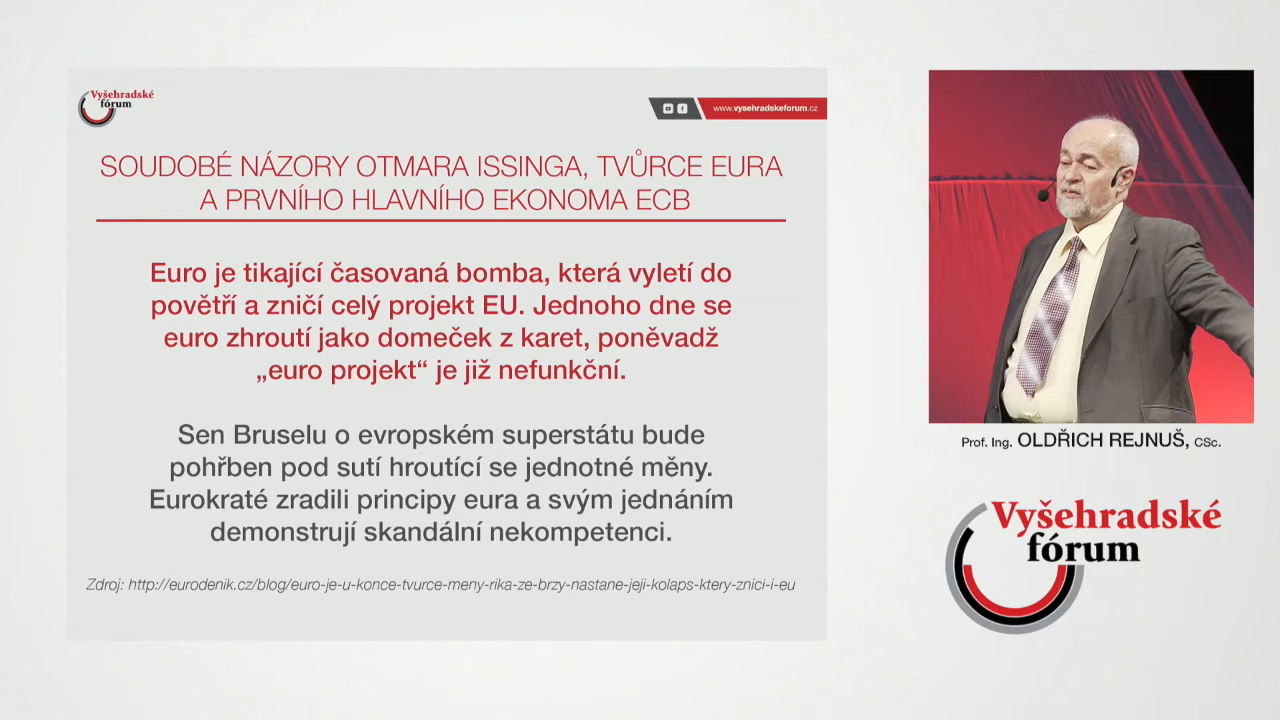 Vyšehradské
fórum
www.vysehradskeforum.cz
SOUDOBÉ NÁZORY OTMARA ISSINGA, TVŮRCE EURA
A PRVNÍHO HLAVNÍHO EKONOMA ECB
Euro je tikající časovaná bomba, která vyletí do
povětří a zničí celý projekt EU. Jednoho dne se
euro zhroutí jako domeček z karet, poněvadž
„euro projekt“ je již nefunkční.
Sen Bruselu o evropském superstátu bude
pohřben pod sutí hroutící se jednotné měny.
Eurokraté zradili principy eura a svým jednáním
demonstrují skandální nekompetenci.
Zdroj: http://eurodenik.cz/blog/euro-je-u-konce-tvurce-meny-rika-ze-brzy-nastane-jeji-kolaps-ktery-znici-i-eu
Prof. Ing. OLDŘICH REJNUŠ, CSc.
Vyšehradské
fórum